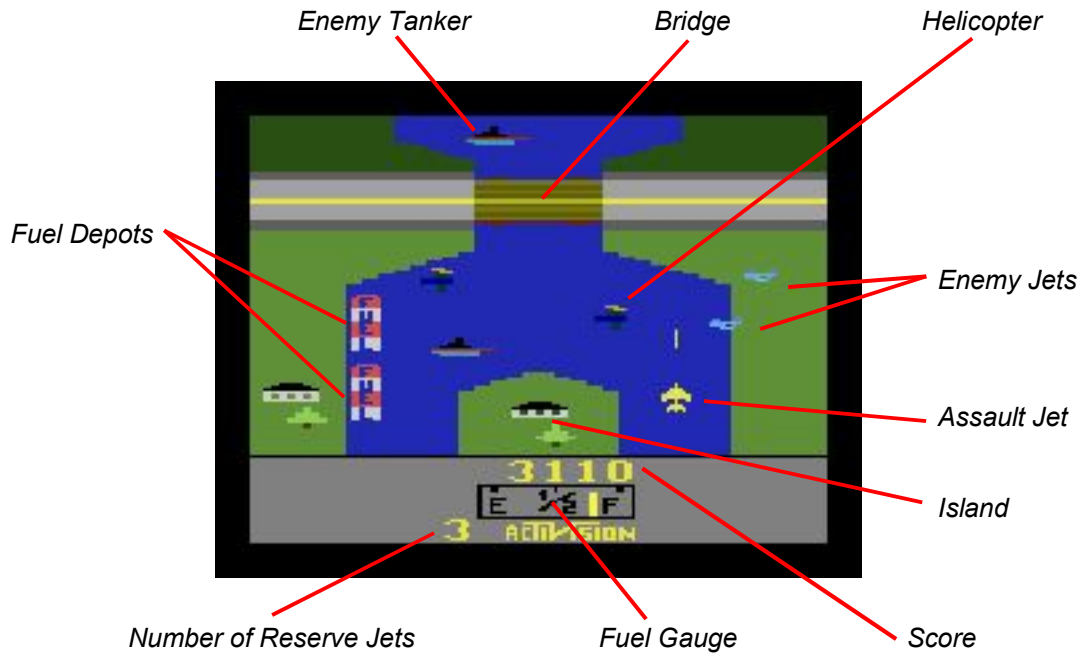 Enemy Tanker
Bridge
Helicopter
Fuel Depots
Enemy Jets
FUEL
FUEL
Assault Jet
3110
Island
E ½ F
3 ACTIVISION
Number of Reserve Jets
Fuel Gauge
Score